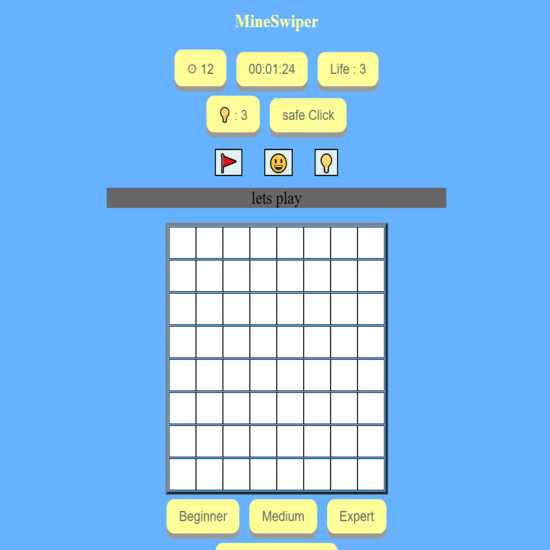 MineSwiper
⚙ 12
00:01:24
Life : 3
: 3
safe Click
lets play
Beginner
Medium
Expert